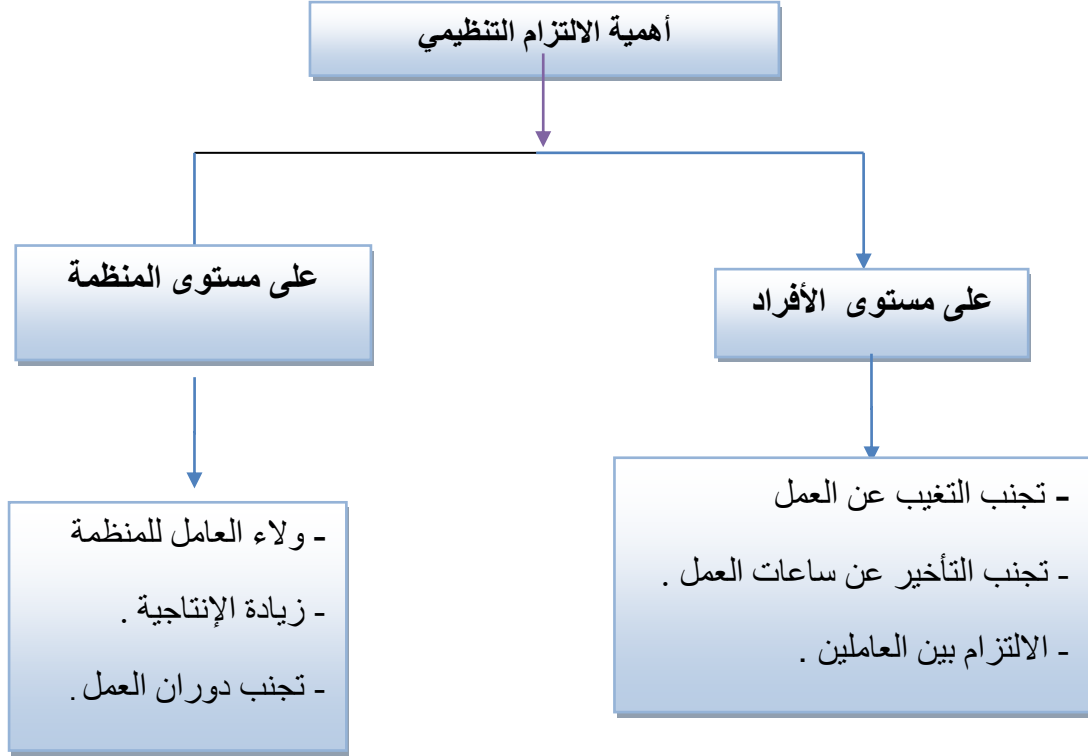 أهمية الالتزام التنظيمي
على مستوى الأفراد
على مستوى المنظمة
- تجنب التغيب عن العمل
- تجنب التأخير عن ساعات العمل .
- الالتزام بين العاملين .
- ولاء العامل للمنظمة
- زيادة الإنتاجية .
- تجنب دوران العمل .